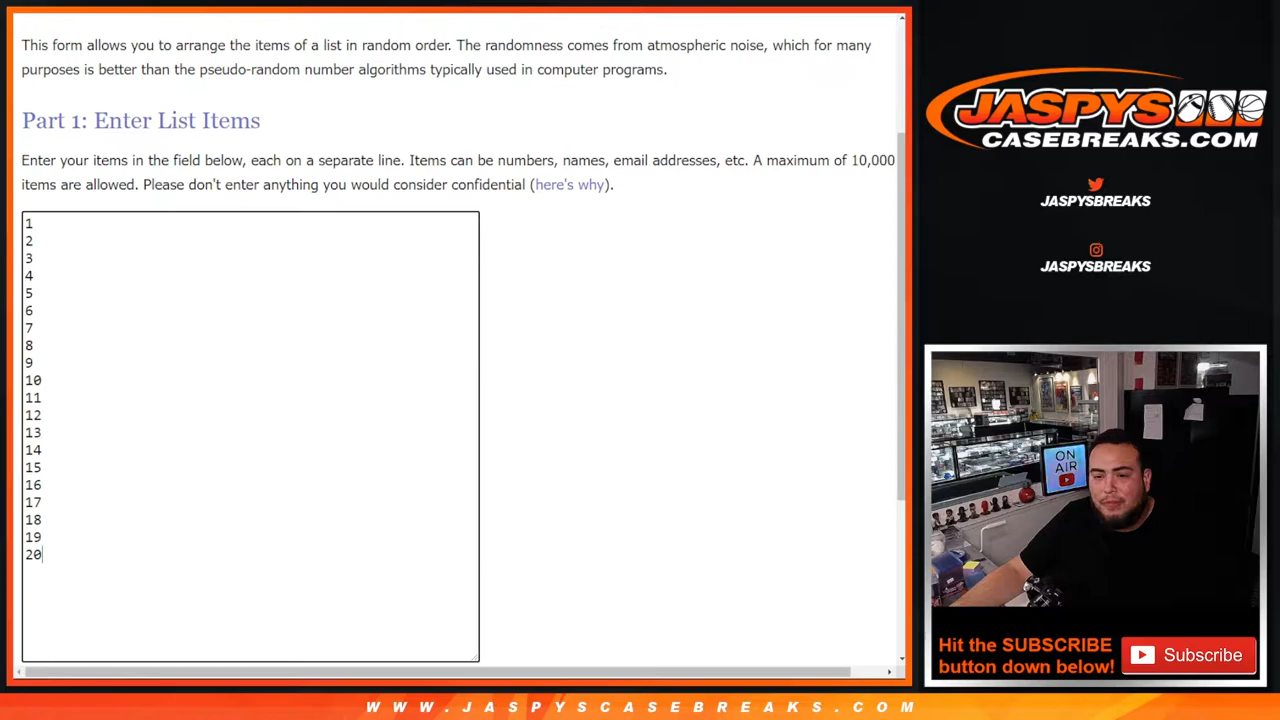 This form allows you to arrange the items of a list in random order. The randomness comes from atmospheric noise, which for many
purposes is better than the pseudo-random number algorithms typically used in computer programs.
Part 1: Enter List Items
Enter your items in the field below, each on a separate line. Items can be numbers, names, email addresses, etc. A maximum of 10,000
items are allowed. Please don't enter anything you would consider confidential (here's why).
1
2
3
4
5
6
7
8
9
10
11
12
13
14
15
16
17
18
19
20
JASPYS
CASEBREAKS.COM
JASPYSBREAKS
JASPYSBREAKS
ON
AIR
Hit the SUBSCRIBE
button down below!
Subscribe
WWW.JASPYSCASEBREAKS.COM